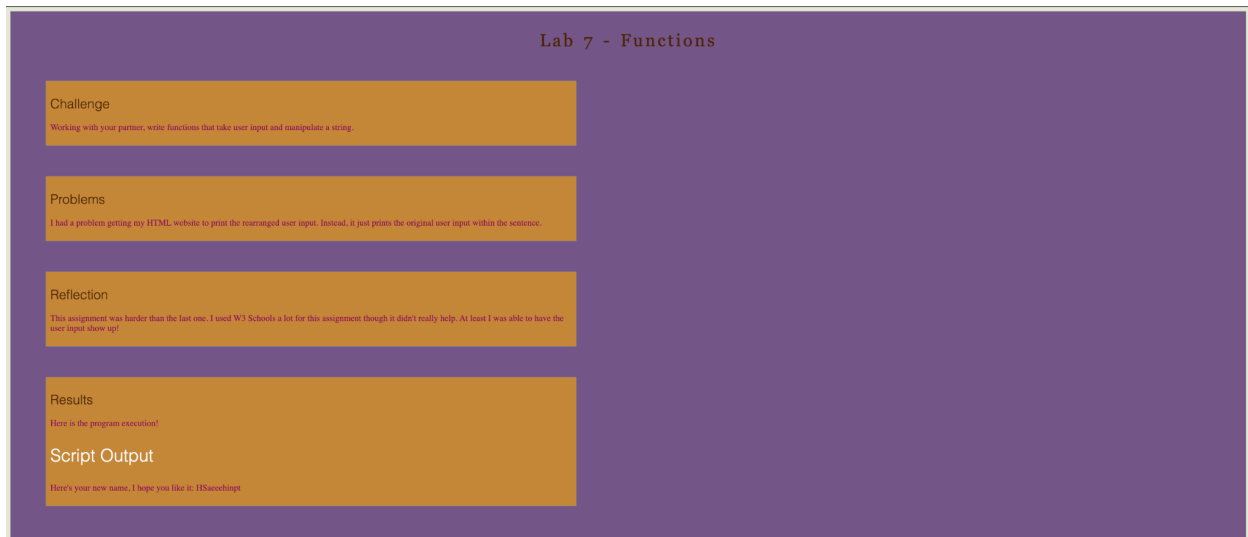 Lab 7 - Functions
Challenge
Working with your partner, write functions that take user input and manipulate a string.
Problems
I had a problem getting my HTML website to print the rearranged user input. Instead, it just prints the original user input within the sentence.
Reflection
This assignment was harder than the last one. I used W3 Schools a lot for this assignment though it didn't really help. At least I was able to have the
user input show up!
Results
Here is the program execution!
Script Output
Here's your new name, I hope you like it: HSaeeehinpt